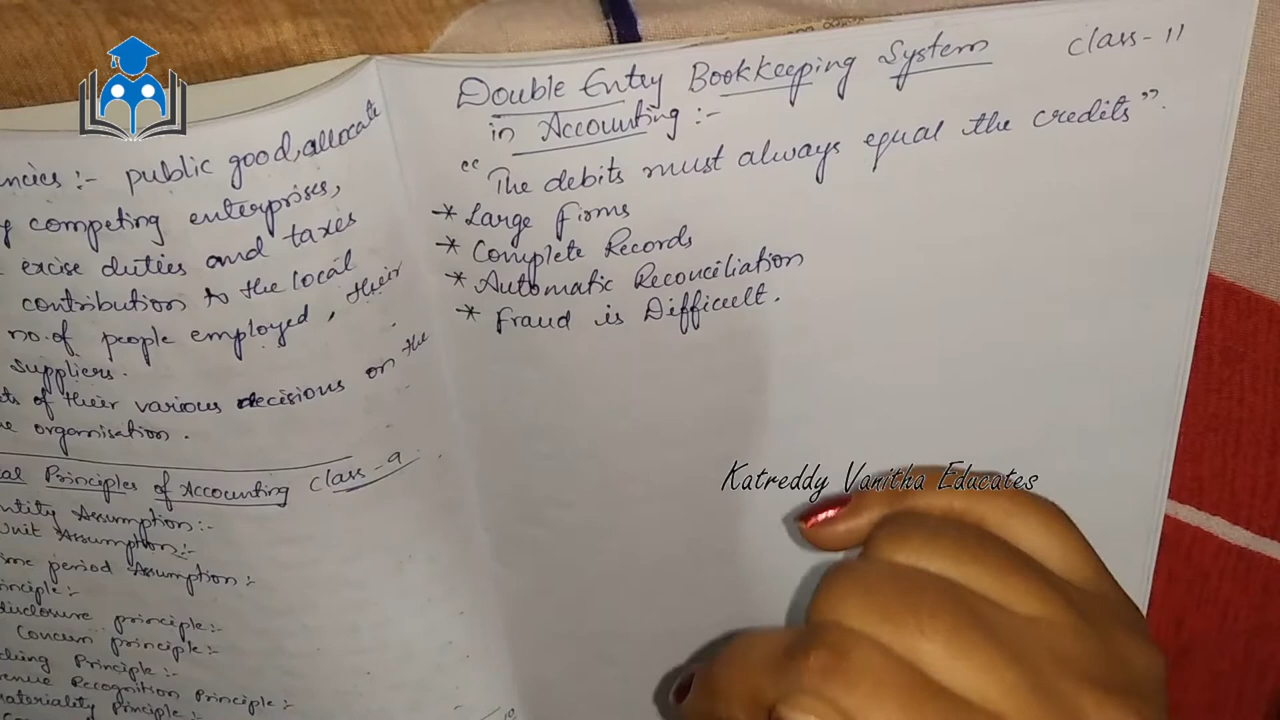 public good, allocate
competing enterprises,
excise duties and taxes
contribution to the local
no. of people employed, their
suppliers.
of their various decisions on the
organisation.
Principles of Accounting class-9
Assumption:-
Unit Assumption:-
period Assumption:-
disclosure principle:-
Concern principle:-
Principle:-
Recognition Principle:-
Principle:-
Double Entry Bookkeeping System class-11
in Accounting:-
"The debits must always equal the credits".
* Large firms
* Complete Records
* Automatic Reconciliation
* Fraud is Difficult.
Katreddy Vanitha Educates